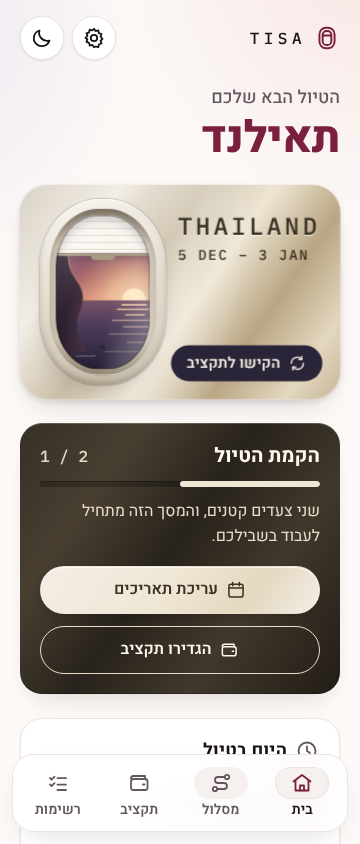 TISA
הטיול הבא שלכם
תאילנד
THAILAND
5 DEC – 3 JAN
הקישו לתקציב
הקמת הטיול
1 / 2
שני צעדים קטנים, והמסך הזה מתחיל
לעבוד בשבילכם.
עריכת תאריכים
הגדירו תקציב
היום בטיול
בית
מסלול
תקציב
רשימות